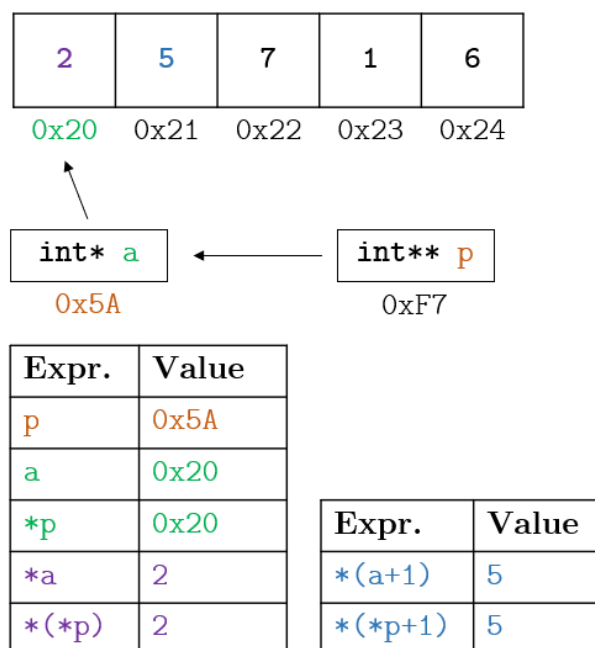 2 5 7 1 6
0x20 0x21 0x22 0x23 0x24
int* a int** p
0x5A 0xF7
Expr. Value
p 0x5A
a 0x20
*p 0x20
*a 2
*(*p) 2
Expr. Value
*(a+1) 5
*(*p+1) 5